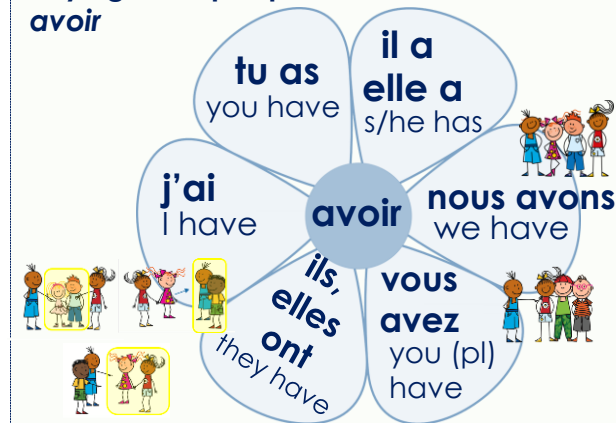 avoir
tu as
you have
il a
elle a
s/he has
j'ai
I have
avoir
nous avons
we have
ils,
elles
ont
they have
vous
avez
you (pl)
have